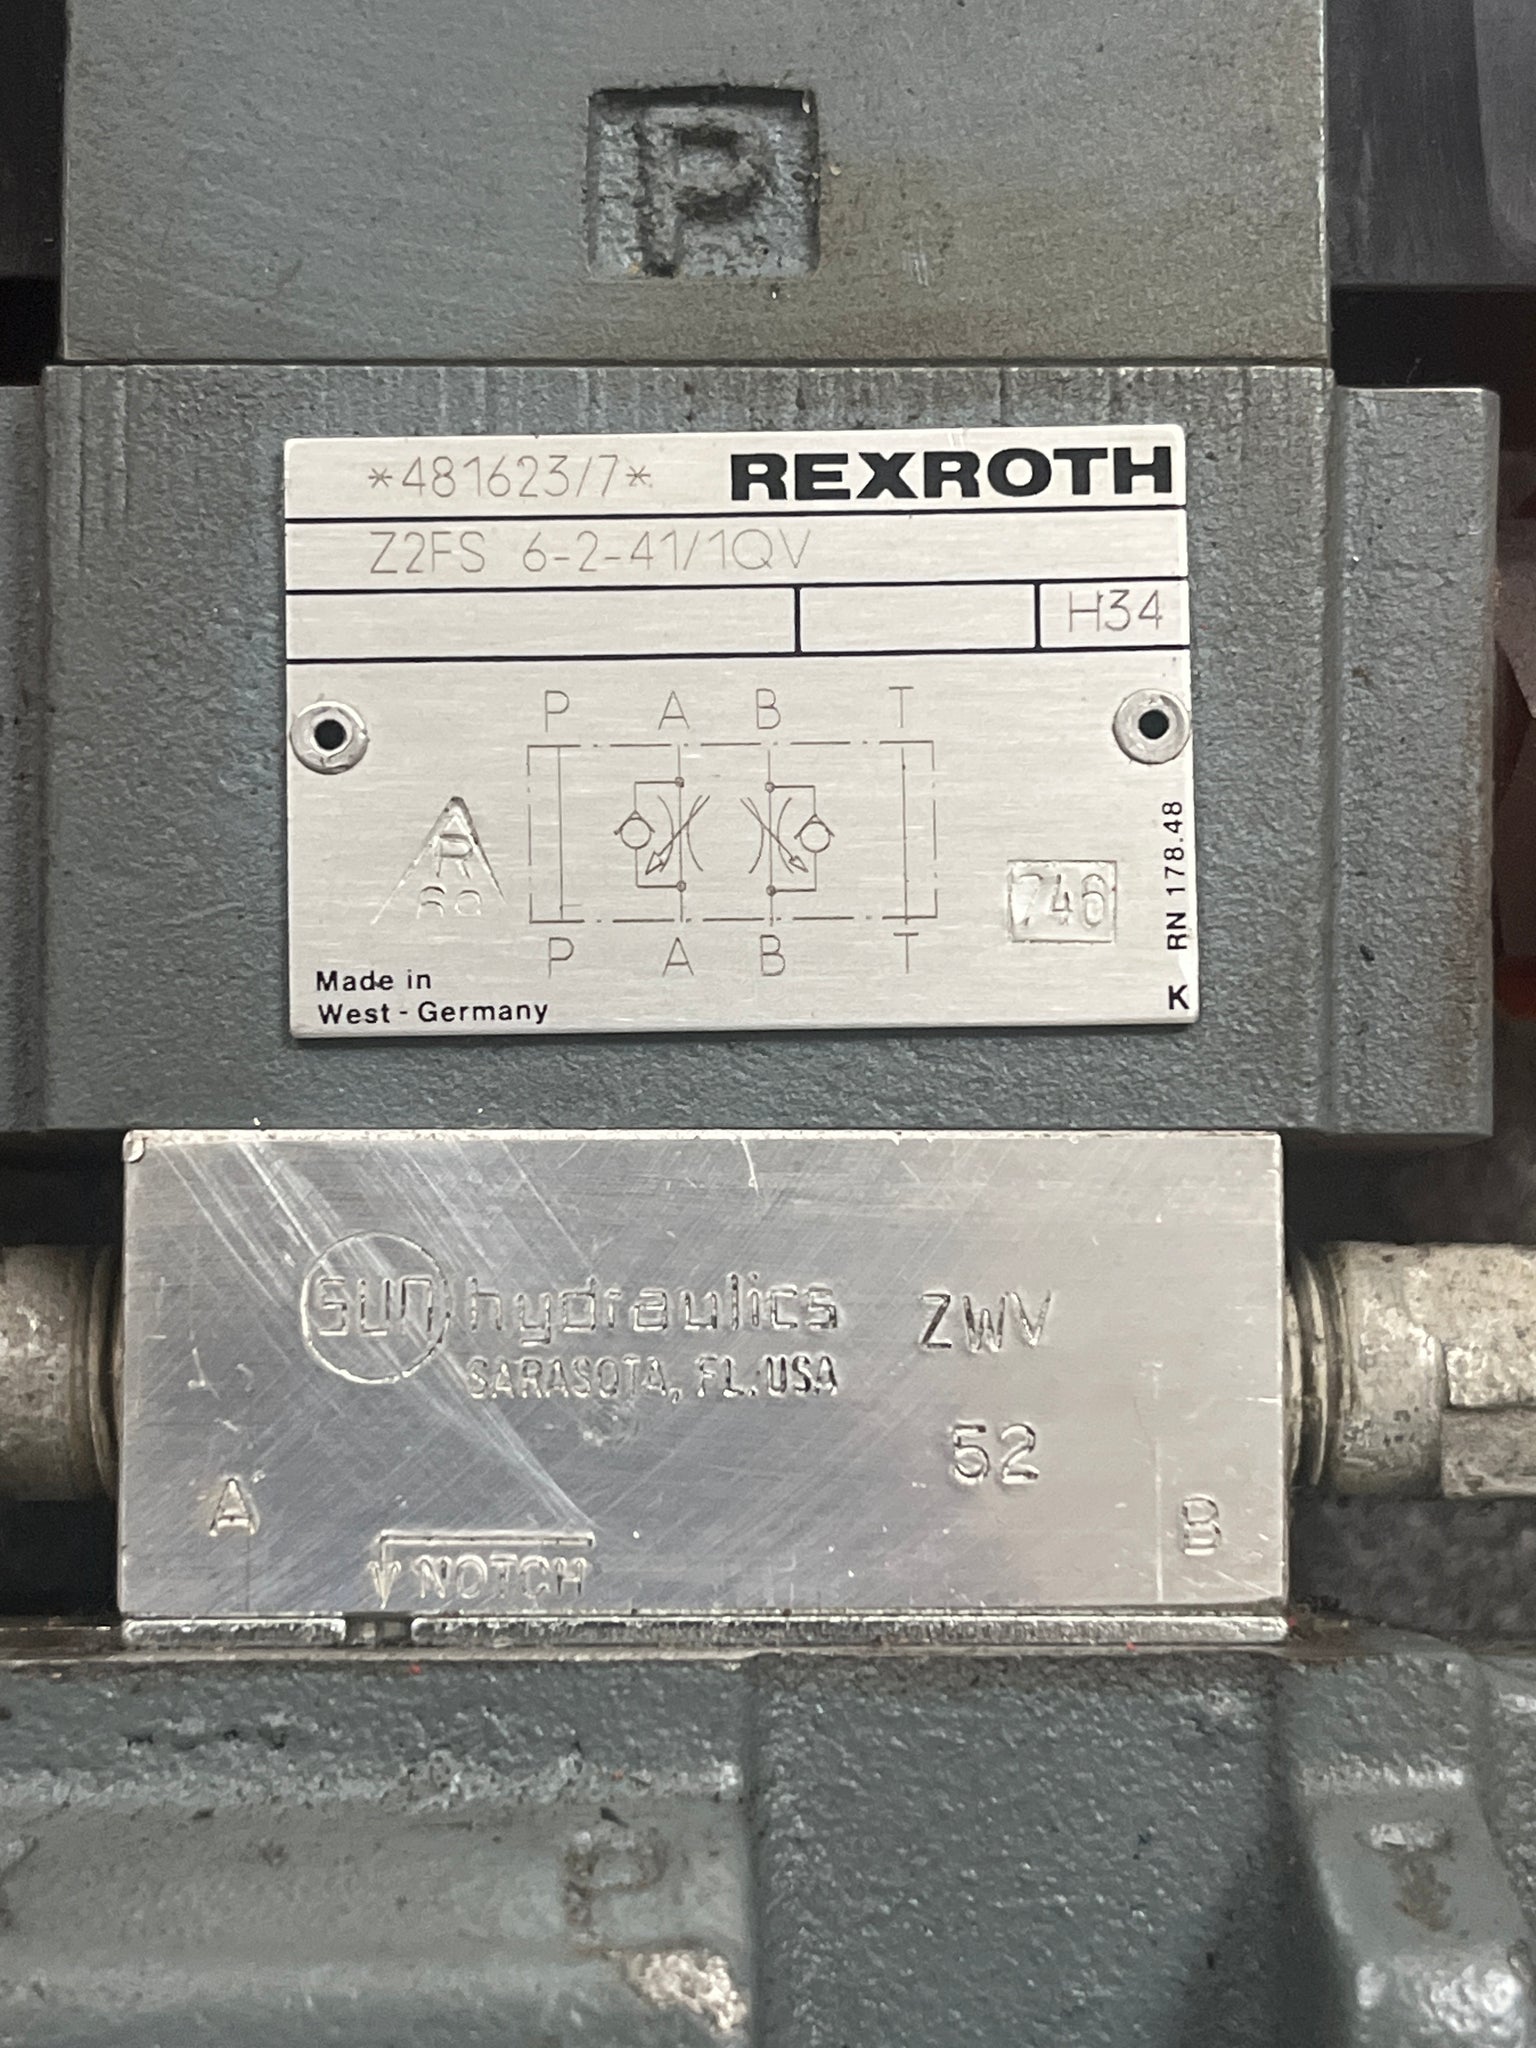 P
*481623/7* REXROTH
Z2FS 6-2-41/1QV
H34
P A B T
R
746
RN 178.48
P A B T
Made in
West - Germany
K
SUN hydraulics ZWV
SARASOTA, FL. USA
52
A
B
NOTCH
P